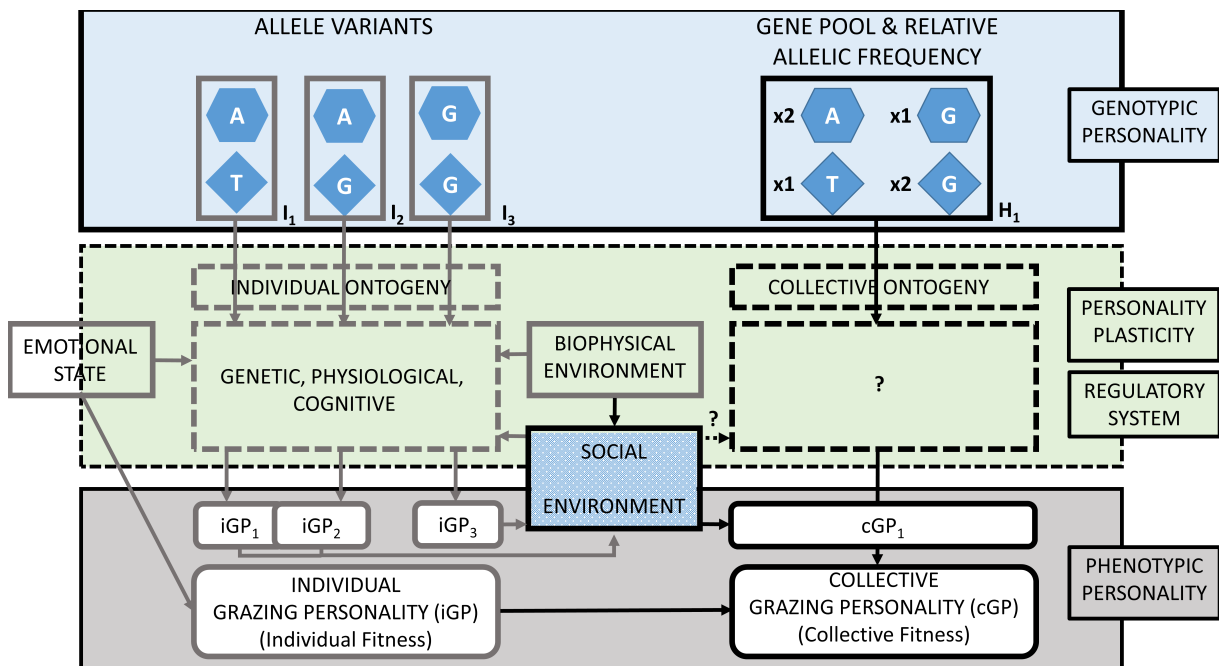 ALLELE VARIANTS
GENE POOL & RELATIVE
ALLELIC FREQUENCY
A
A
G
T
G
G
I1
I2
I3
x2
A
x1
G
x1
T
x2
G
H1
GENOTYPIC
PERSONALITY
INDIVIDUAL ONTOGENY
COLLECTIVE ONTOGENY
EMOTIONAL
STATE
GENETIC, PHYSIOLOGICAL,
COGNITIVE
BIOPHYSICAL
ENVIRONMENT
?
?
PERSONALITY
PLASTICITY
REGULATORY
SYSTEM
SOCIAL
ENVIRONMENT
iGP1
iGP2
iGP3
cGP1
INDIVIDUAL
GRAZING PERSONALITY (iGP)
(Individual Fitness)
COLLECTIVE
GRAZING PERSONALITY (cGP)
(Collective Fitness)
PHENOTYPIC
PERSONALITY